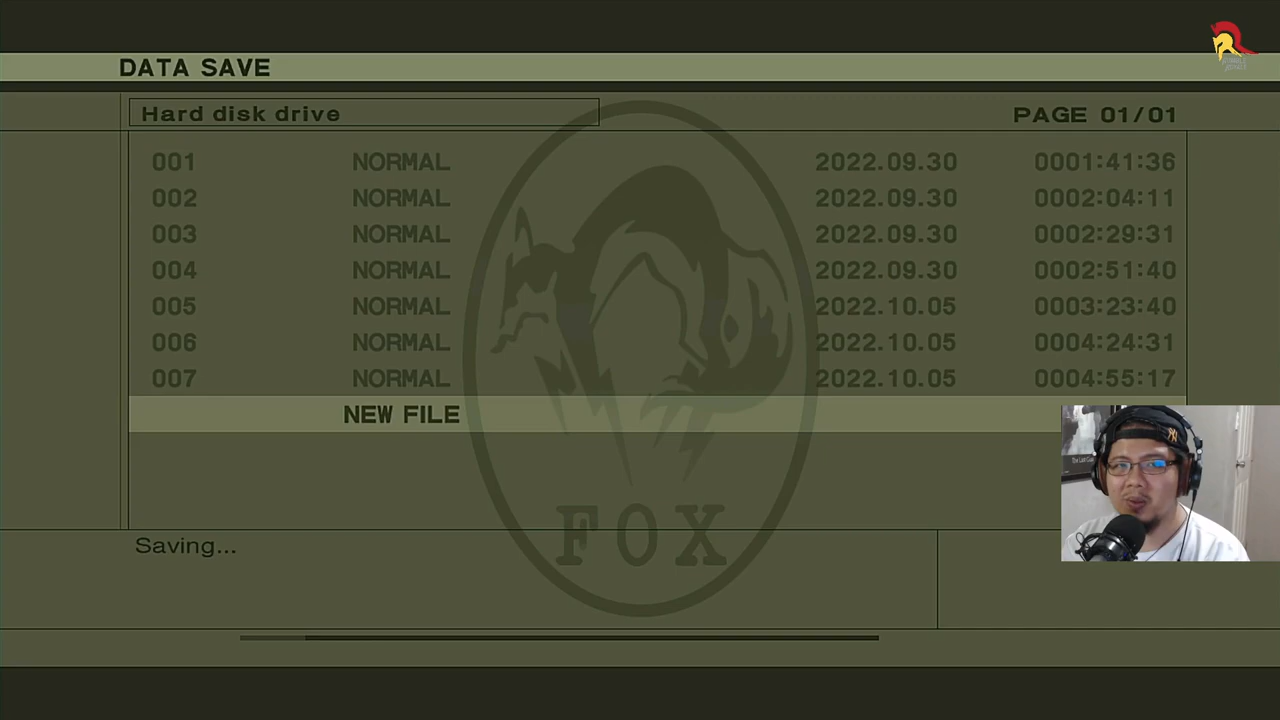 DATA SAVE
Hard disk drive PAGE 01/01
001 NORMAL 2022.09.30 0001:41:36
002 NORMAL 2022.09.30 0002:04:11
003 NORMAL 2022.09.30 0002:29:31
004 NORMAL 2022.09.30 0002:51:40
005 NORMAL 2022.10.05 0003:23:40
006 NORMAL 2022.10.05 0004:24:31
007 NORMAL 2022.10.05 0004:55:17
NEW FILE
FOX
Saving...